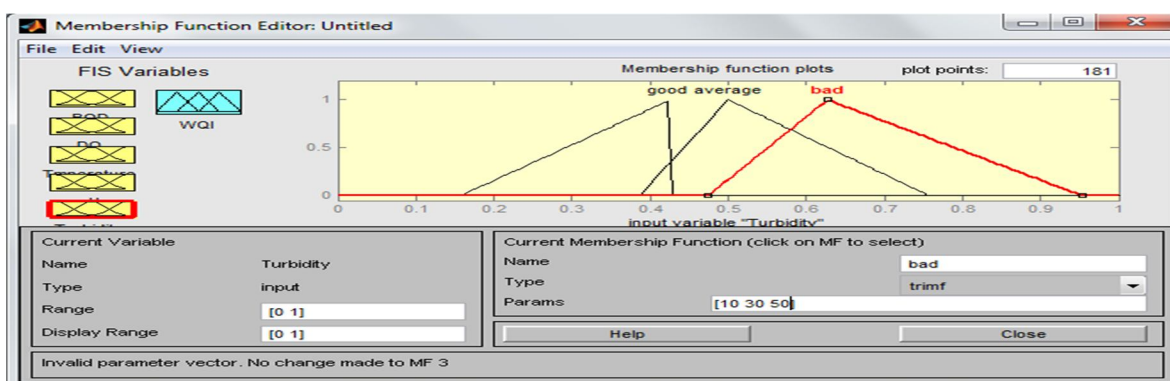 Membership Function Editor: Untitled
File Edit View
FIS Variables
WQI
Membership function plots
plot points:
181
good average bad
1
0.5
0
0 0.1 0.2 0.3 0.4 0.5 0.6 0.7 0.8 0.9 1
input variable "Turbidity"
Current Variable
Name Turbidity
Type input
Range [0 1]
Display Range [0 1]
Current Membership Function (click on MF to select)
Name bad
Type trimf
Params [10 30 50]
Help Close
Invalid parameter vector. No change made to MF 3